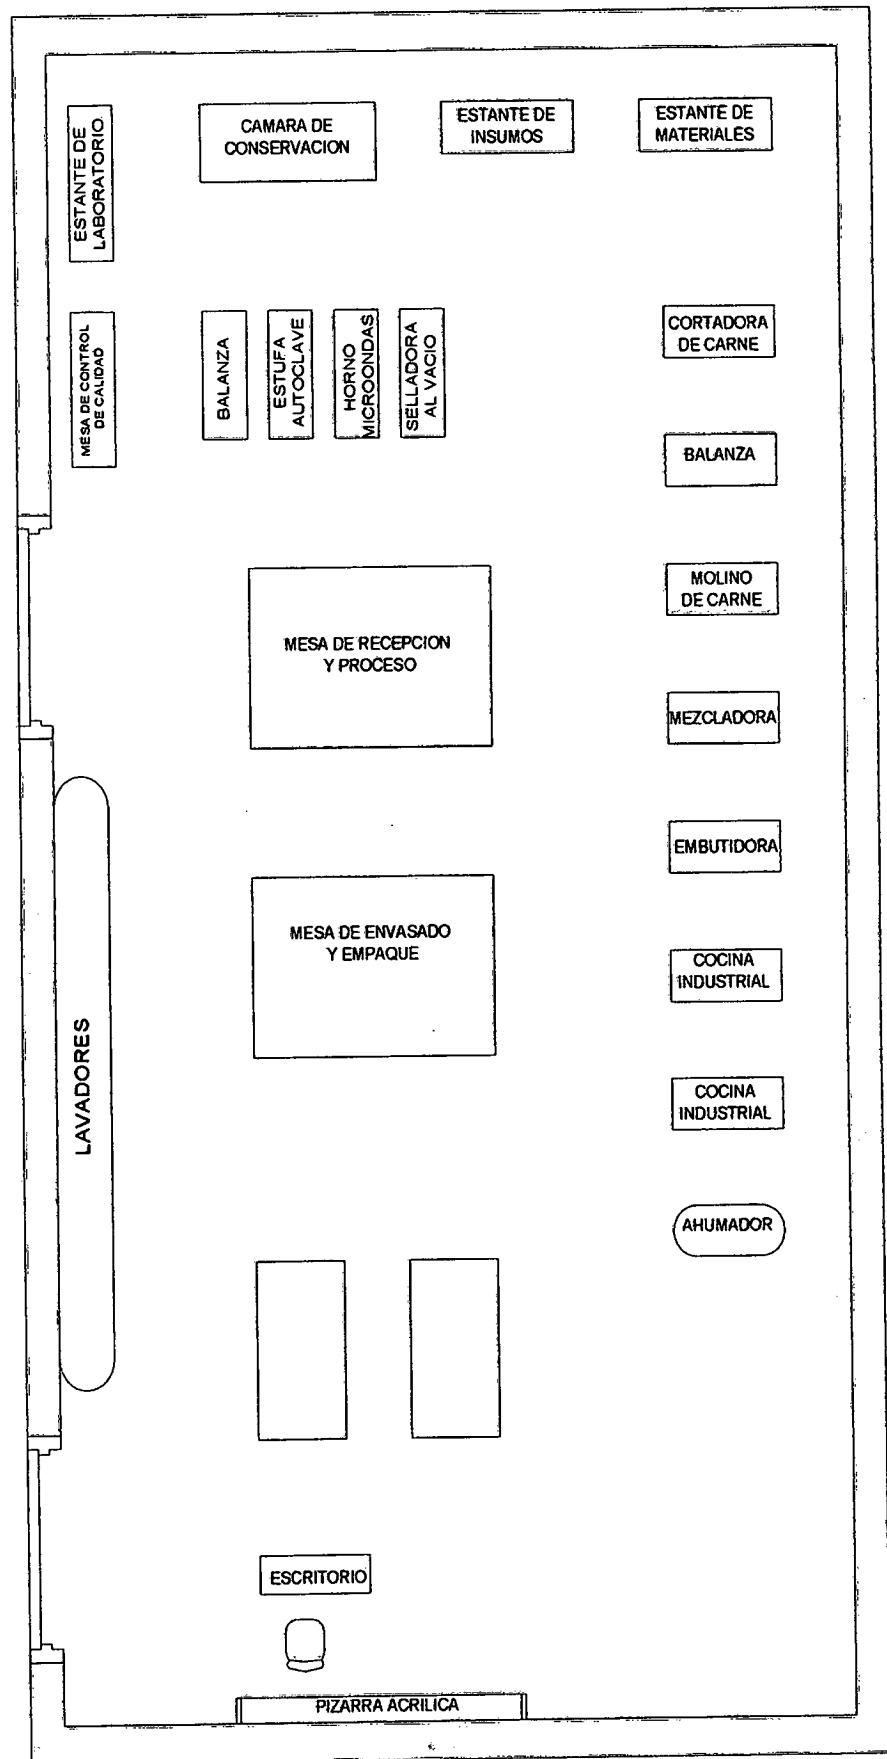 ESTANTE DE
LABORATORIO
CAMARA DE
CONSERVACION
ESTANTE DE
INSUMOS
ESTANTE DE
MATERIALES
MESA DE CONTROL
DE CALIDAD
BALANZA
ESTUFA
AUTOCLAVE
HORNO
MICROONDAS
SELLADORA
AL VACIO
CORTADORA
DE CARNE
BALANZA
MOLINO
DE CARNE
MESA DE RECEPCION
Y PROCESO
MEZCLADORA
EMBUTIDORA
MESA DE ENVASADO
Y EMPAQUE
COCINA
INDUSTRIAL
LAVADORES
COCINA
INDUSTRIAL
AHUMADOR
ESCRITORIO
PIZARRA ACRILICA